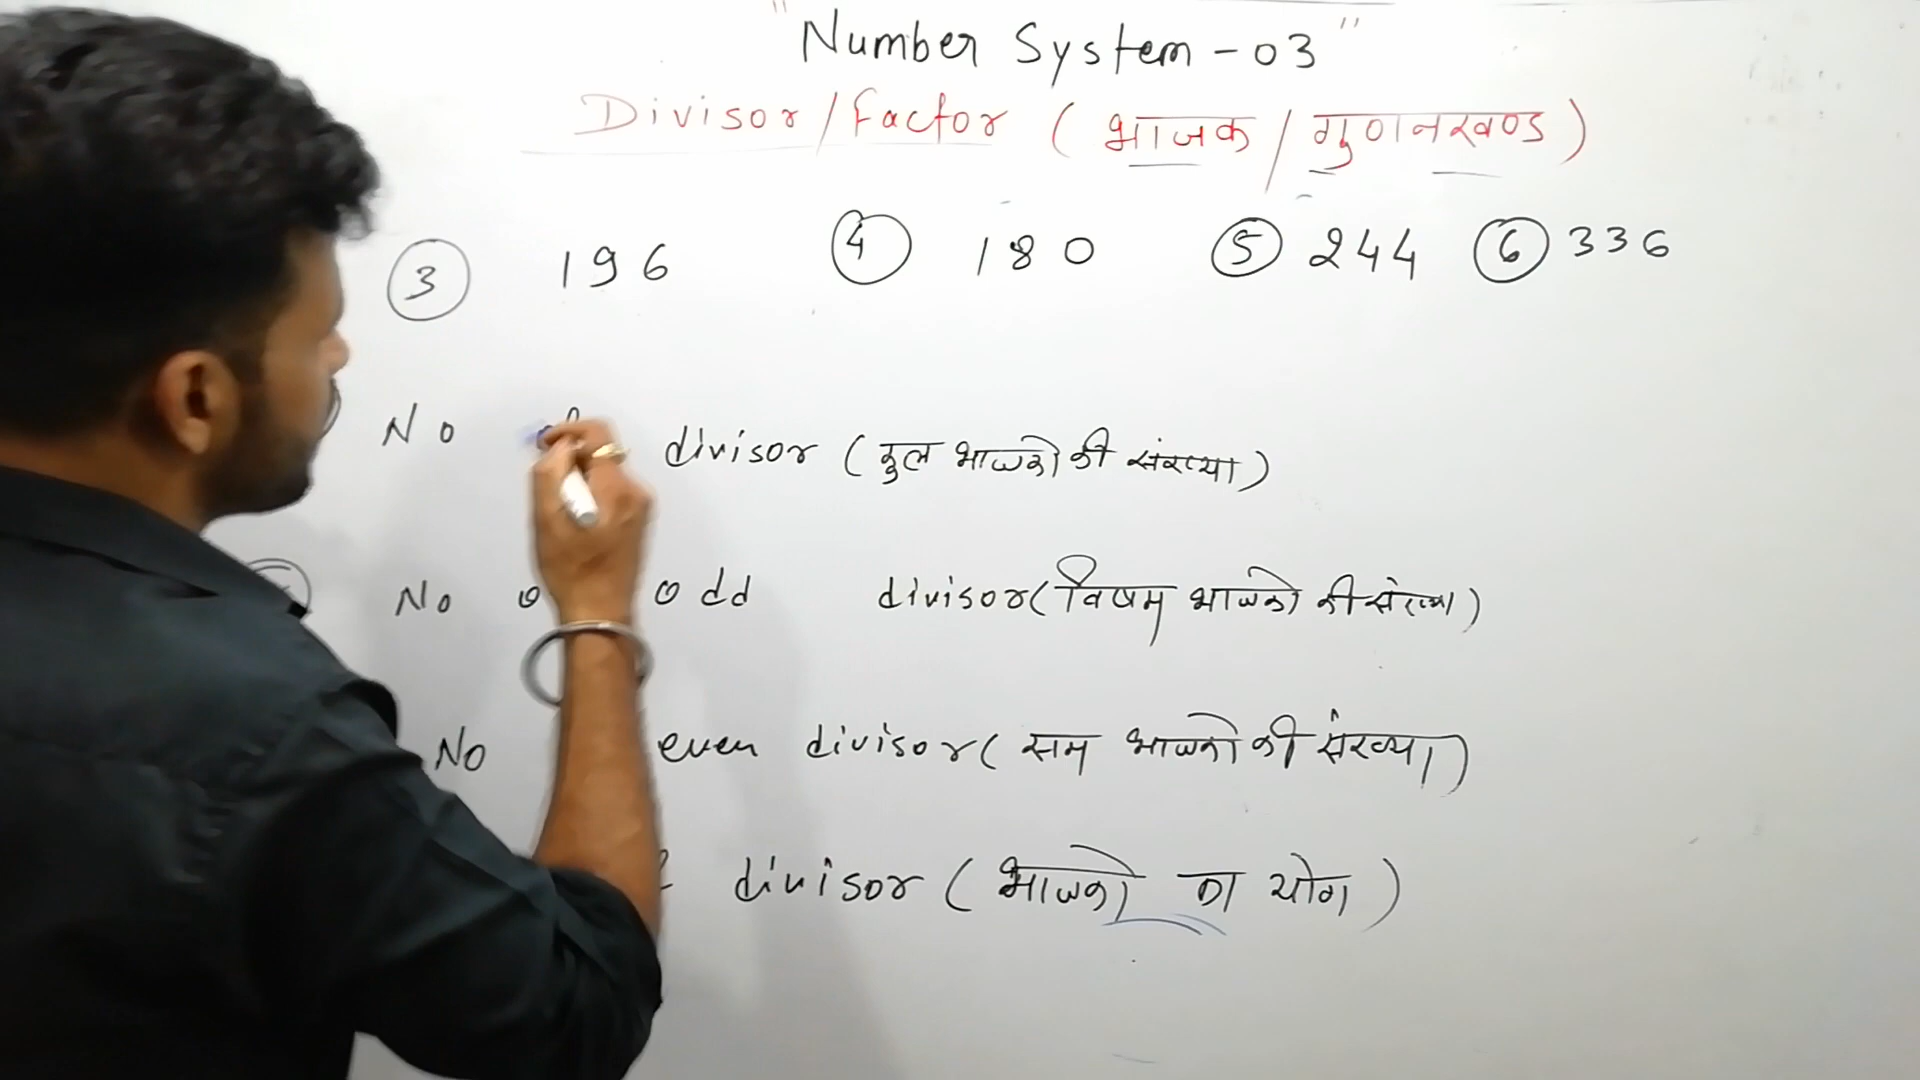 "Number System - 03"
Divisor / Factor ( भाजक / गुणनखण्ड )
3 196 4 180 5 244 6 336
No of divisor ( कुल भाजको की संख्या )
No odd divisor ( विषम भाजको की संख्या )
No even divisor ( सम भाजको की संख्या )
divisor ( भाजको का योग )